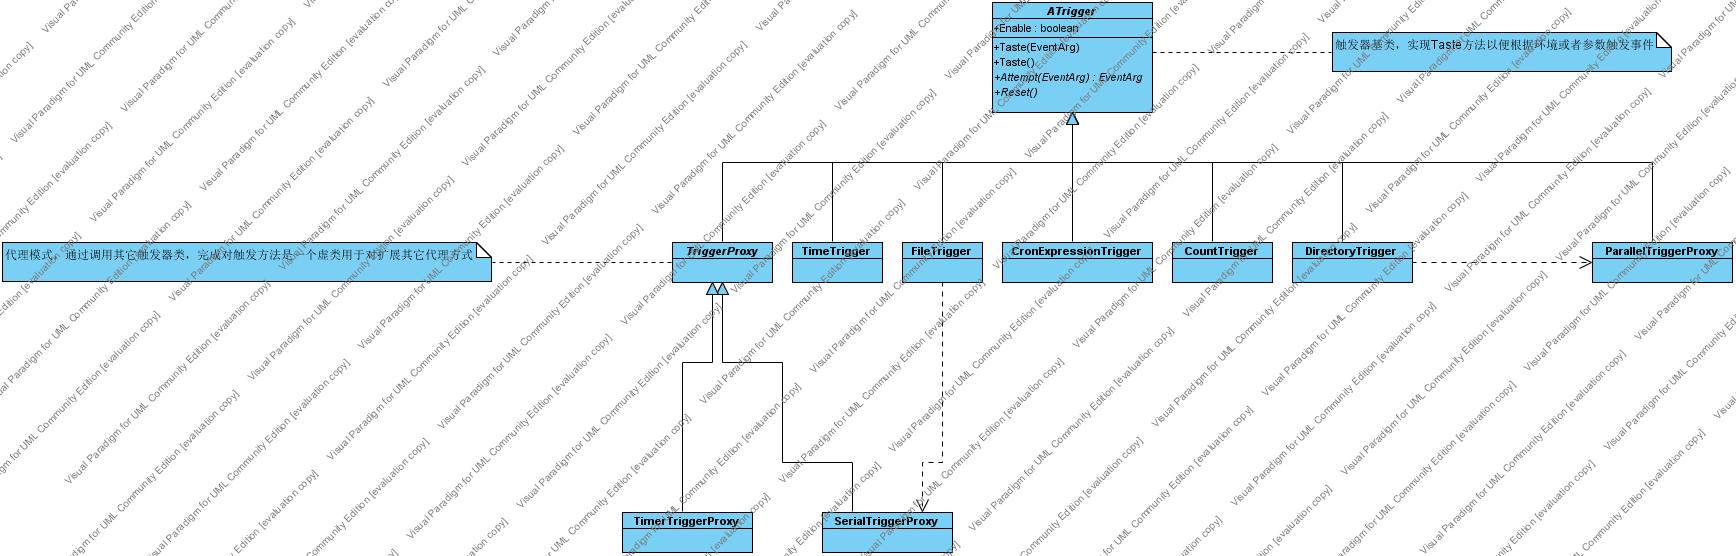 ATrigger
+Enable : boolean
+Taste(EventArg)
+Taste()
+Attempt(EventArg) : EventArg
+Reset()
触发器基类，实现Taste方法以便根据环境或者参数触发事件
代理模式，通过调用其它触发器类，完成对触发方法是一个虚类用于对扩展其它代理方式
TriggerProxy
TimeTrigger
FileTrigger
CronExpressionTrigger
CountTrigger
DirectoryTrigger
ParallelTriggerProxy
TimerTriggerProxy
SerialTriggerProxy
Visual Paradigm for UML Community Edition [evaluation copy]